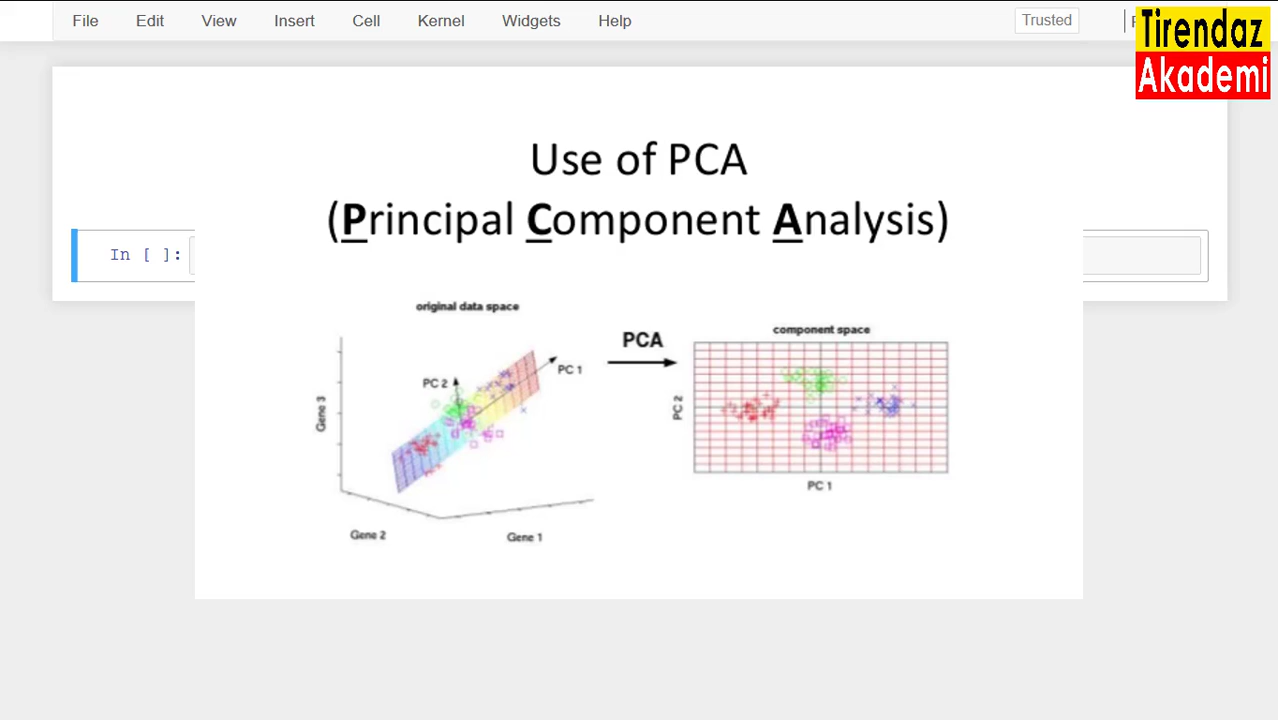 File Edit View Insert Cell Kernel Widgets Help Trusted
Tirendaz
Akademi
Use of PCA
(Principal Component Analysis)
In [ ]:
original data space
PCA
component space
PC 1
PC 2
Gene 3
Gene 2
Gene 1
PC 2
PC 1